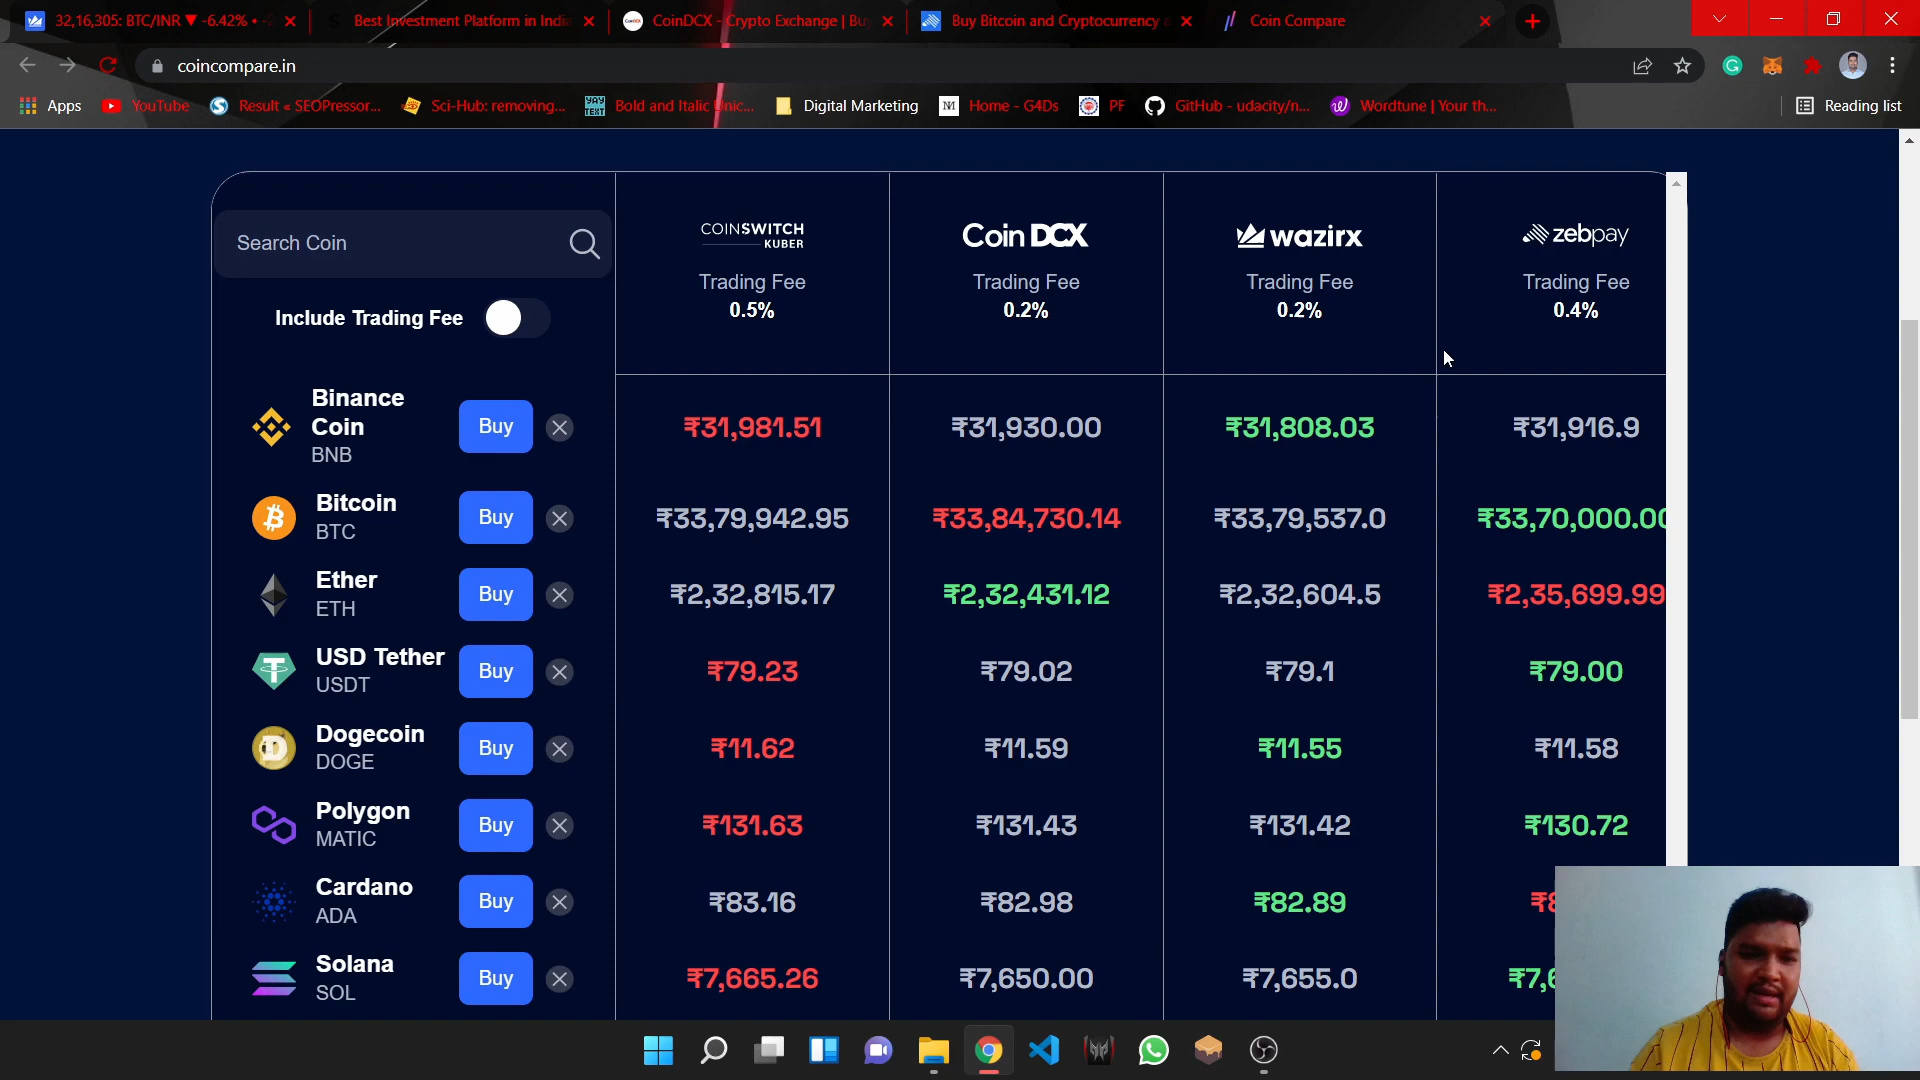 32,16,305: BTC/INR ▼ -6.42% •
Best Investment Platform in India
CoinDCX - Crypto Exchange | Buy
Buy Bitcoin and Cryptocurrency a
Coin Compare
coincompare.in
Apps
YouTube
Result « SEOPressor...
Sci-Hub: removing...
Bold and Italic Unic...
Digital Marketing
Home - G4Ds
PF
GitHub - udacity/n...
Wordtune | Your th...
Reading list
Search Coin
COINSWITCH
KUBER
CoinDCX
wazirx
zebpay
Trading Fee Trading Fee Trading Fee Trading Fee
0.5% 0.2% 0.2% 0.4%
Include Trading Fee
Binance
Coin
BNB
Buy ₹31,981.51 ₹31,930.00 ₹31,808.03 ₹31,916.9
Bitcoin
BTC
Buy ₹33,79,942.95 ₹33,84,730.14 ₹33,79,537.0 ₹33,70,000.00
Ether
ETH
Buy ₹2,32,815.17 ₹2,32,431.12 ₹2,32,604.5 ₹2,35,699.99
USD Tether
USDT
Buy ₹79.23 ₹79.02 ₹79.1 ₹79.00
Dogecoin
DOGE
Buy ₹11.62 ₹11.59 ₹11.55 ₹11.58
Polygon
MATIC
Buy ₹131.63 ₹131.43 ₹131.42 ₹130.72
Cardano
ADA
Buy ₹83.16 ₹82.98 ₹82.89
Solana
SOL
Buy ₹7,665.26 ₹7,650.00 ₹7,655.0